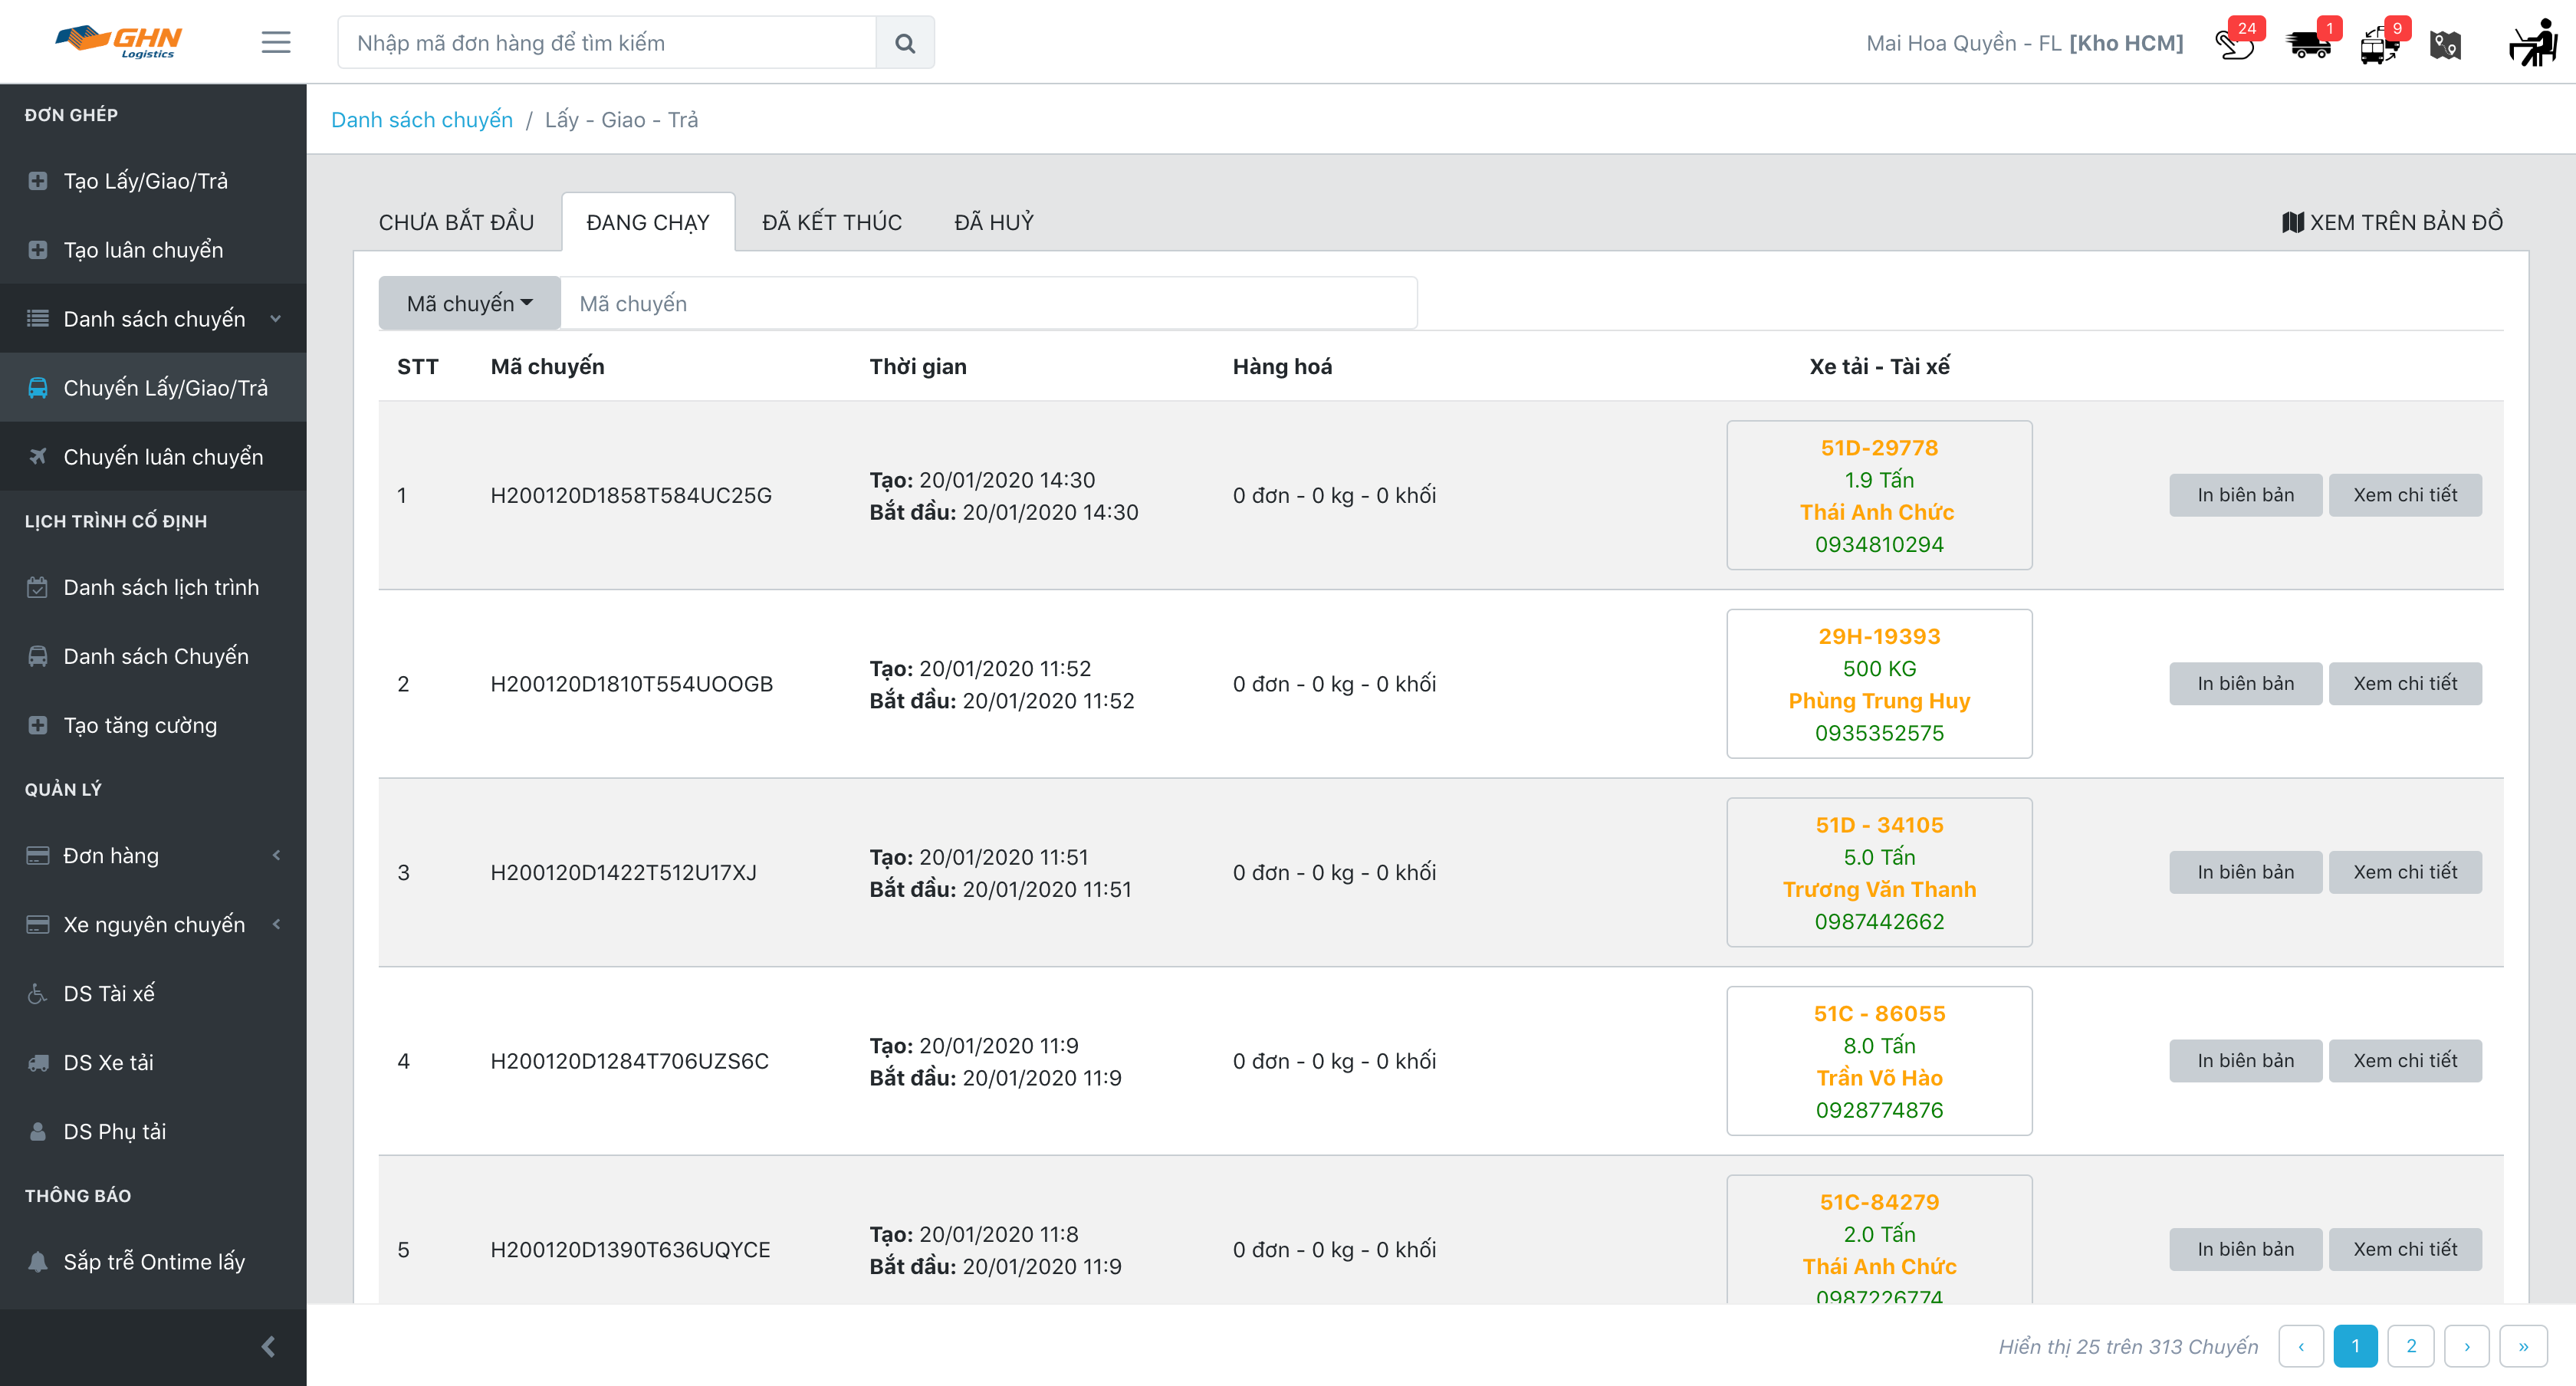 GHN
Logistics
Nhập mã đơn hàng để tìm kiếm
Mai Hoa Quyền - FL [Kho HCM]
24
1
9
ĐƠN GHÉP
Tạo Lấy/Giao/Trả
Tạo luân chuyển
Danh sách chuyến
Chuyến Lấy/Giao/Trả
Chuyến luân chuyển
LỊCH TRÌNH CỐ ĐỊNH
Danh sách lịch trình
Danh sách Chuyến
Tạo tăng cường
QUẢN LÝ
Đơn hàng
Xe nguyên chuyến
DS Tài xế
DS Xe tải
DS Phụ tải
THÔNG BÁO
Sắp trễ Ontime lấy
Danh sách chuyến / Lấy - Giao - Trả
CHƯA BẮT ĐẦU
ĐANG CHẠY
ĐÃ KẾT THÚC
ĐÃ HUỶ
XEM TRÊN BẢN ĐỒ
Mã chuyến
Mã chuyến
STT Mã chuyến Thời gian Hàng hoá Xe tải - Tài xế
1
H200120D1858T584UC25G
Tạo: 20/01/2020 14:30
Bắt đầu: 20/01/2020 14:30
0 đơn - 0 kg - 0 khối
51D-29778
1.9 Tấn
Thái Anh Chức
0934810294
In biên bản
Xem chi tiết
2
H200120D1810T554UOOGB
Tạo: 20/01/2020 11:52
Bắt đầu: 20/01/2020 11:52
0 đơn - 0 kg - 0 khối
29H-19393
500 KG
Phùng Trung Huy
0935352575
In biên bản
Xem chi tiết
3
H200120D1422T512U17XJ
Tạo: 20/01/2020 11:51
Bắt đầu: 20/01/2020 11:51
0 đơn - 0 kg - 0 khối
51D - 34105
5.0 Tấn
Trương Văn Thanh
0987442662
In biên bản
Xem chi tiết
4
H200120D1284T706UZS6C
Tạo: 20/01/2020 11:9
Bắt đầu: 20/01/2020 11:9
0 đơn - 0 kg - 0 khối
51C - 86055
8.0 Tấn
Trần Võ Hào
0928774876
In biên bản
Xem chi tiết
5
H200120D1390T636UQYCE
Tạo: 20/01/2020 11:8
Bắt đầu: 20/01/2020 11:9
0 đơn - 0 kg - 0 khối
51C-84279
2.0 Tấn
Thái Anh Chức
0987226774
In biên bản
Xem chi tiết
Hiển thị 25 trên 313 Chuyến
‹ 1 2 › »